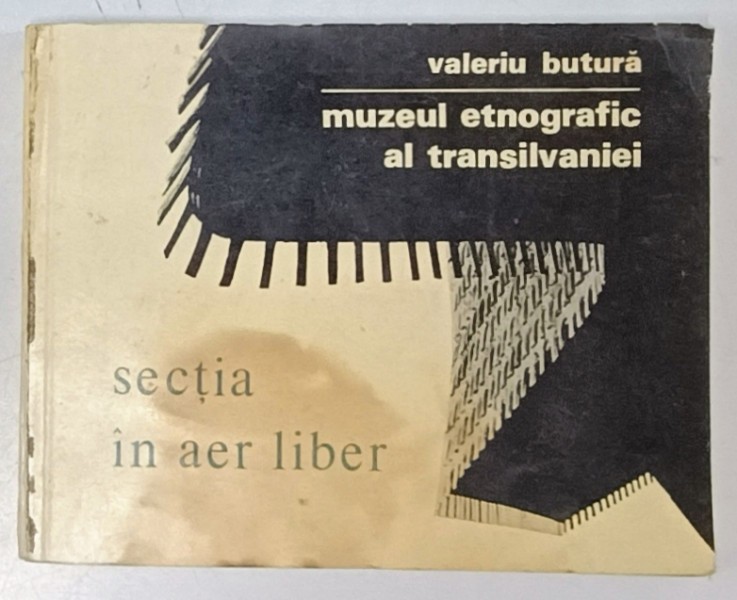 valeriu butură
muzeul etnografic
al transilvaniei
secția
în aer liber